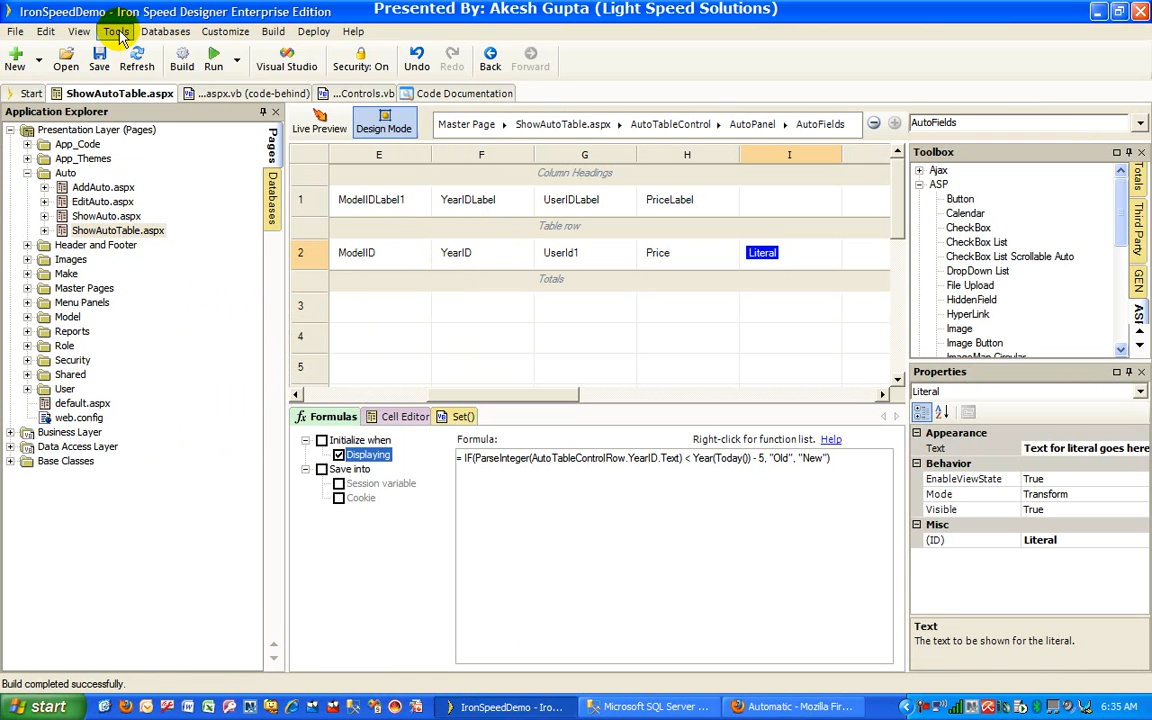 IronSpeedDemo - Iron Speed Designer Enterprise Edition
Presented By: Akesh Gupta (Light Speed Solutions)
File Edit View Tools Databases Customize Build Deploy Help
New Open Save Refresh Build Run Visual Studio Security: On Undo Redo Back Forward
Start ShowAutoTable.aspx ...aspx.vb (code-behind) ...Controls.vb Code Documentation
Application Explorer
Presentation Layer (Pages)
App_Code
App_Themes
Auto
AddAuto.aspx
EditAuto.aspx
ShowAuto.aspx
ShowAutoTable.aspx
Header and Footer
Images
Make
Master Pages
Menu Panels
Model
Reports
Role
Security
Shared
User
default.aspx
web.config
Business Layer
Data Access Layer
Base Classes
Pages
Databases
Live Preview Design Mode
Master Page ShowAutoTable.aspx AutoTableControl AutoPanel AutoFields
E F G H I
Column Headings
1 ModelIDLabel1 YearIDLabel UserIDLabel PriceLabel
Table row
2 ModelID YearID UserId1 Price Literal
Totals
3
4
5
Formulas Cell Editor Set()
Initialize when
Displaying
Save into
Session variable
Cookie
Formula: Right-click for function list. Help
= IF(ParseInteger(AutoTableControlRow.YearID.Text) < Year(Today()) - 5, "Old", "New")
AutoFields
Toolbox
Ajax
ASP
Button
Calendar
CheckBox
CheckBox List
CheckBox List Scrollable Auto
DropDown List
File Upload
HiddenField
HyperLink
Image
Image Button
ImageMap Circular
Totals
Third Party
GEN
Properties
Literal
Appearance
Text Text for literal goes here
Behavior
EnableViewState True
Mode Transform
Visible True
Misc
(ID) Literal
Text
The text to be shown for the literal.
Build completed successfully.
start IronSpeedDemo - Iro... Microsoft SQL Server ... Automatic - Mozilla Fir... 6:35 AM